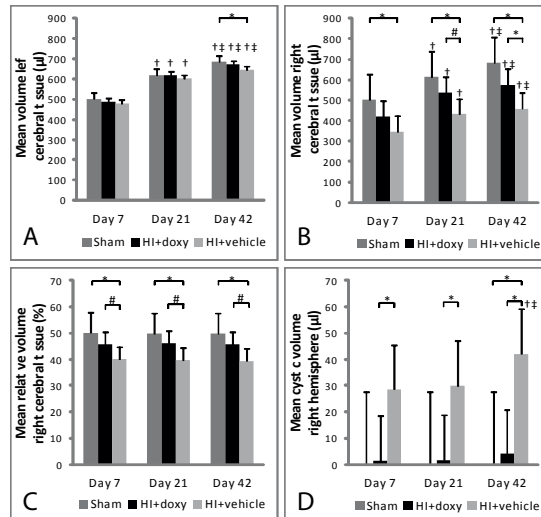 Mean volume lef
cerebral t ssue (µl)
900
800
700
600
500
400
300
200
100
0
† † †
*
†‡ †‡ †‡
Day 7 Day 21 Day 42
A
Sham HI+doxy HI+vehicle
Mean volume right
cerebral t ssue (µl)
900
800
700
600
500
400
300
200
100
0
* * *
# *
† † †
†‡ †‡ †‡
Day 7 Day 21 Day 42
B
Sham HI+doxy HI+vehicle
Mean relat ve volume
right cerebral t ssue (%)
70
60
50
40
30
20
10
0
* * *
# # #
Day 7 Day 21 Day 42
C
Sham HI+doxy HI+vehicle
Mean cyst c volume
right hemisphere (µl)
70
60
50
40
30
20
10
0
*
* * * †‡
Day 7 Day 21 Day 42
D
Sham HI+doxy HI+vehicle